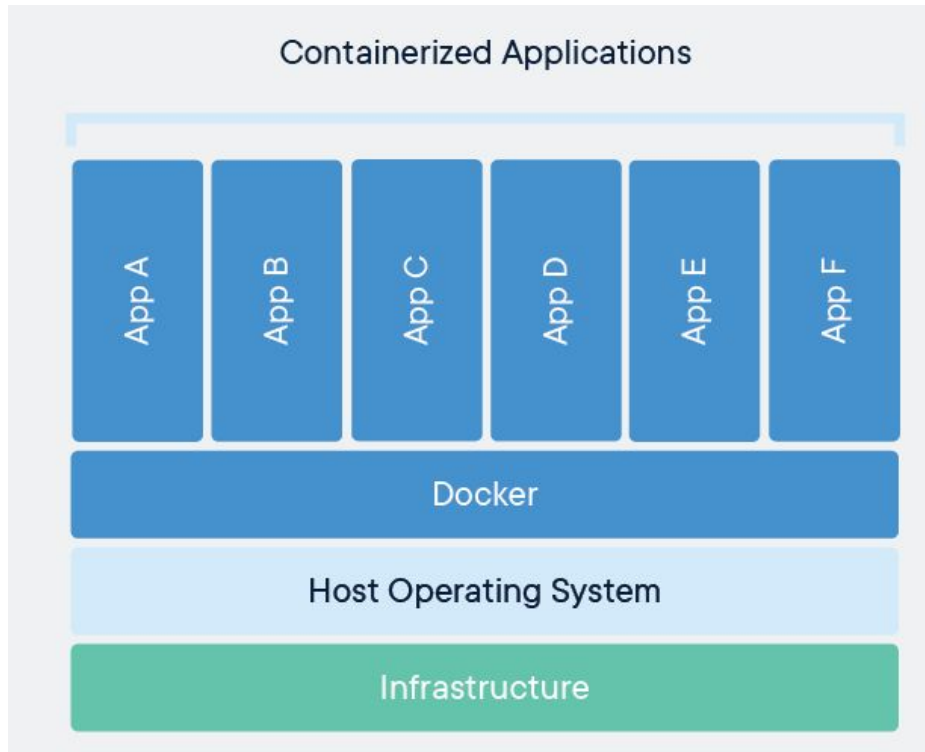 Containerized Applications
App A
App B
App C
App D
App E
App F
Docker
Host Operating System
Infrastructure